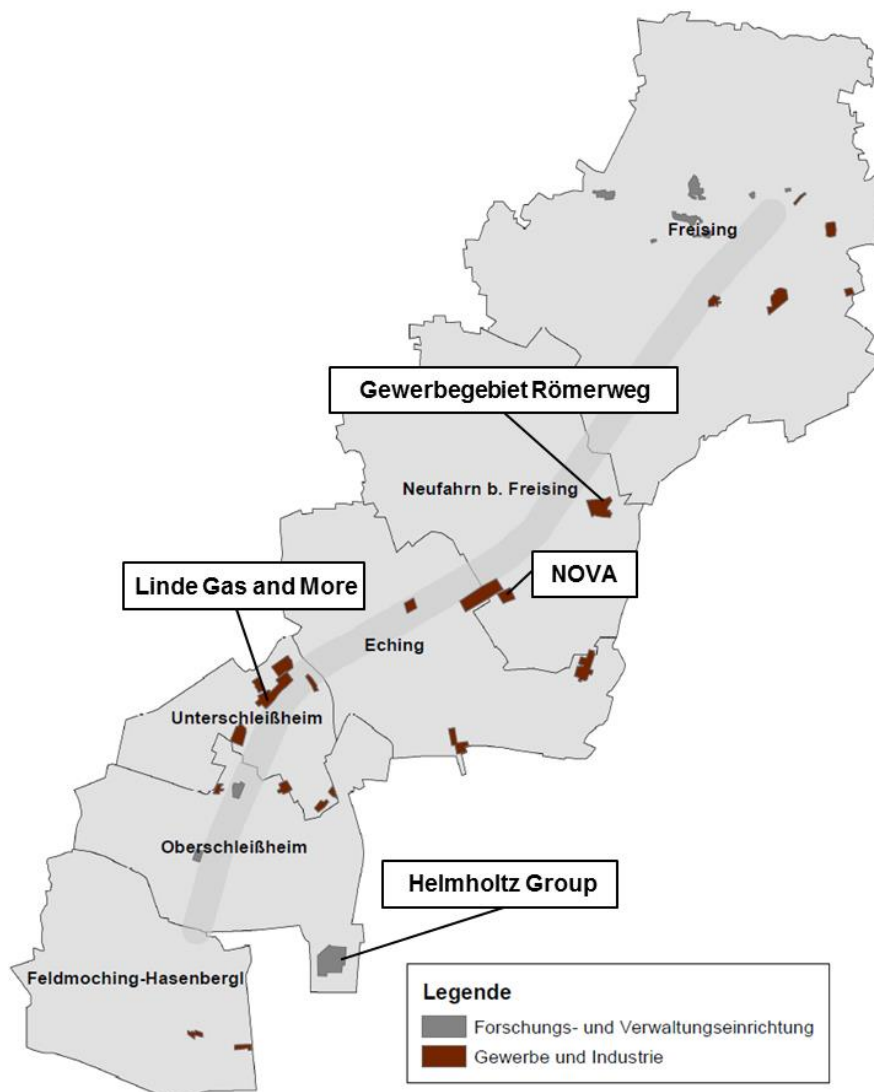 Freising
Gewerbegebiet Römerweg
Neufahrn b. Freising
Linde Gas and More
NOVA
Eching
Unterschleißheim
Oberschleißheim
Helmholtz Group
Feldmoching-Hasenbergl
Legende
Forschungs- und Verwaltungseinrichtung
Gewerbe und Industrie